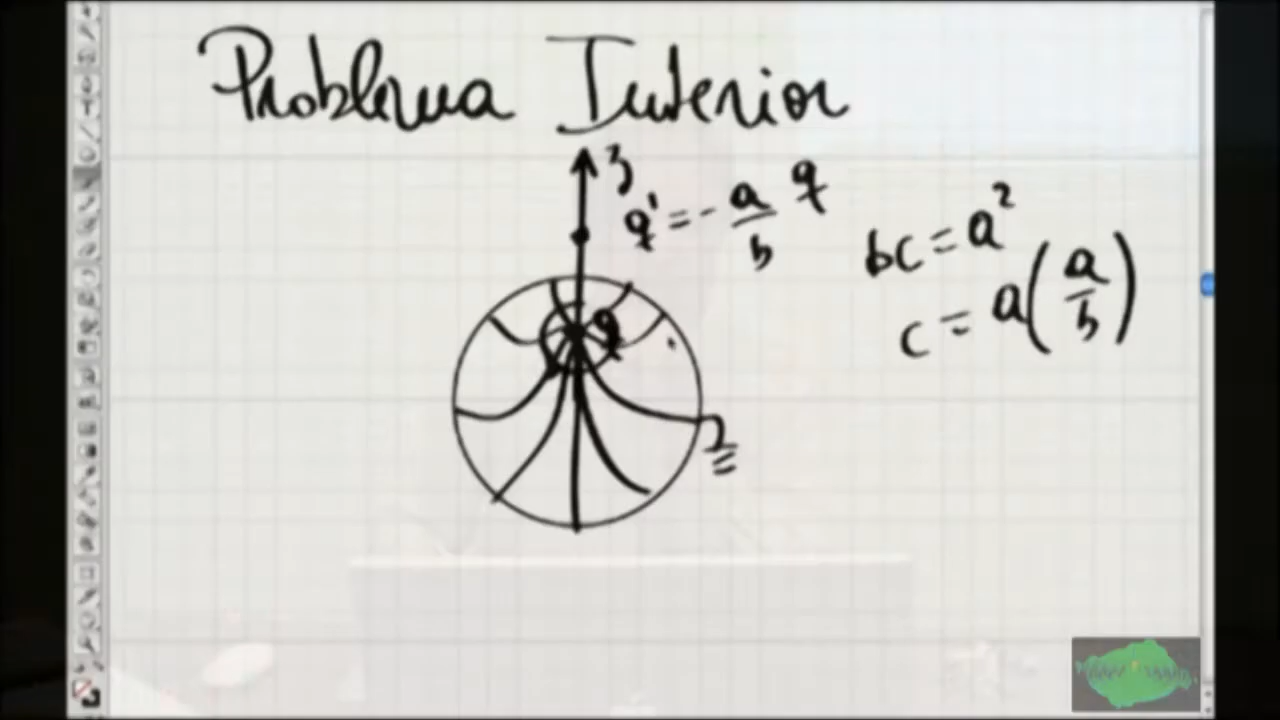 Problema Interior
z
q' = - a/b q
bc = a²
c = a(a/b)
q